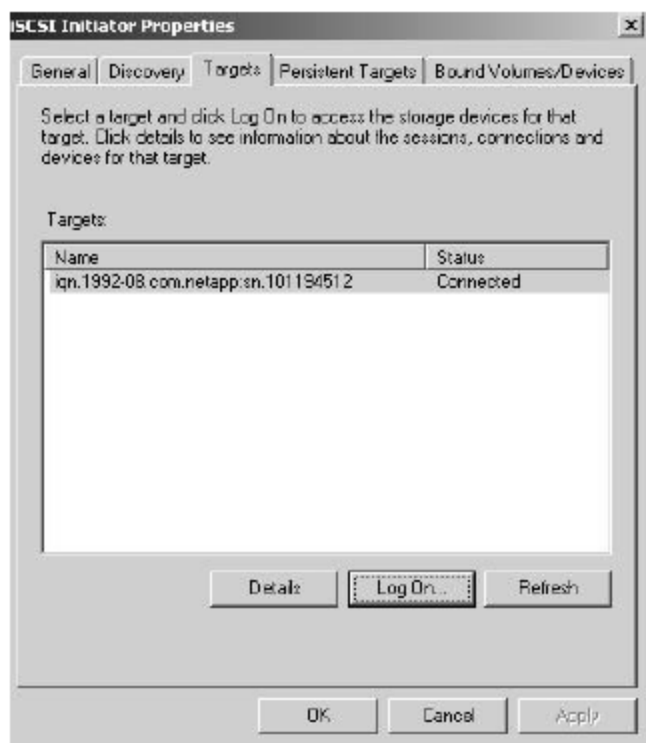 iSCSI Initiator Properties
General Discovery Targets Persistent Targets Bound Volumes/Devices
Select a target and click Log On to access the storage devices for that
target. Click details to see information about the sessions, connections and
devices for that target.
Targets:
Name Status
iqn.1992-08.com.netapp:sn.101194512 Connected
Details Log On... Refresh
OK Cancel Apply